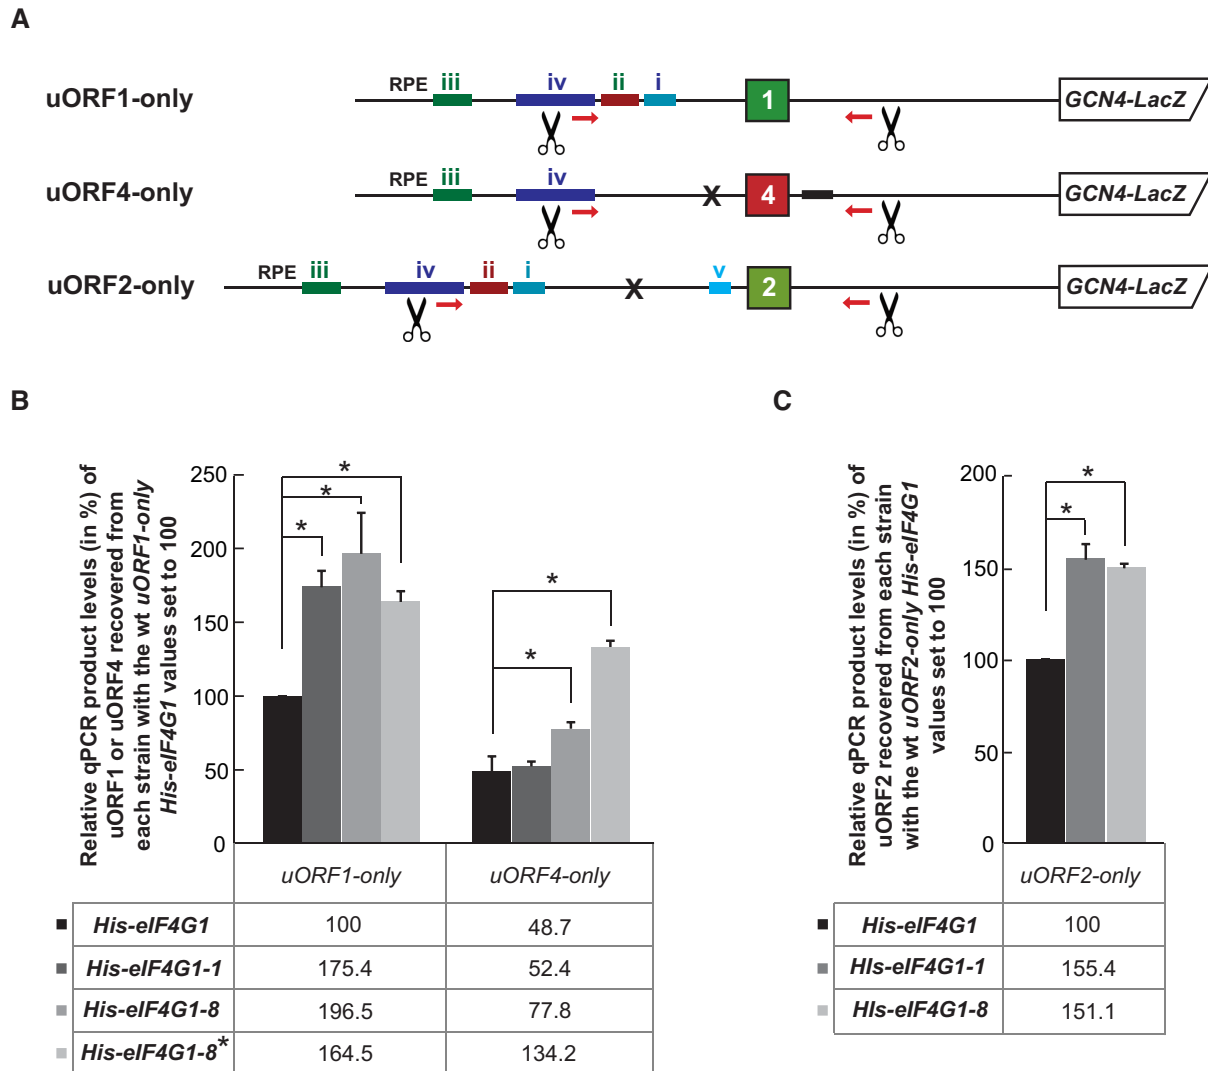 A
uORF1-only
RPE iii iv ii i
1
GCN4-LacZ
uORF4-only
RPE iii iv
X
4
GCN4-LacZ
uORF2-only
RPE iii iv ii i
X
v
2
GCN4-LacZ
B
Relative qPCR product levels (in %) of
uORF1 or uORF4 recovered from
each strain with the wt uORF1-only
His-eIF4G1 values set to 100
250
200
150
100
50
0
* * *
* *
uORF1-only uORF4-only
His-eIF4G1 100 48.7
His-eIF4G1-1 175.4 52.4
His-eIF4G1-8 196.5 77.8
His-eIF4G1-8* 164.5 134.2
C
Relative qPCR product levels (in %) of
uORF2 recovered from each strain
with the wt uORF2-only His-eIF4G1
values set to 100
200
150
100
50
0
* *
uORF2-only
His-eIF4G1 100
HIs-eIF4G1-1 155.4
HIs-eIF4G1-8 151.1